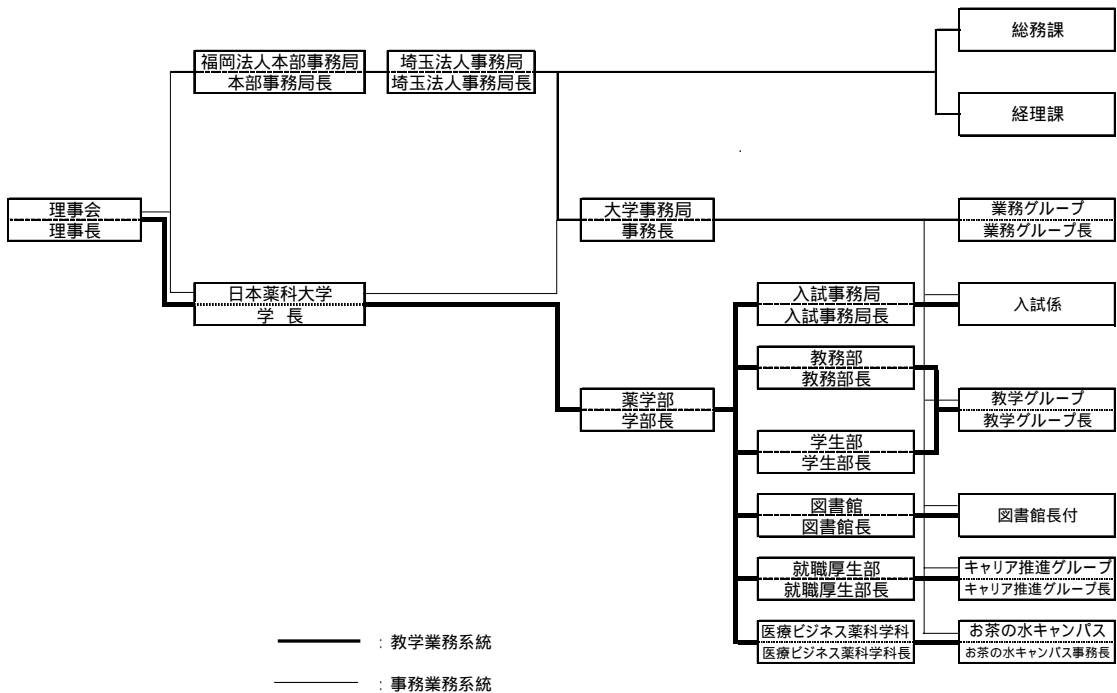 総務課
福岡法人本部事務局
本部事務局長
埼玉法人事務局
埼玉法人事務局長
経理課
理事会
理事長
大学事務局
事務長
業務グループ
業務グループ長
日本薬科大学
学 長
入試事務局
入試事務局長
入試係
教務部
教務部長
薬学部
学部長
教学グループ
教学グループ長
学生部
学生部長
図書館
図書館長
図書館長付
就職厚生部
就職厚生部長
キャリア推進グループ
キャリア推進グループ長
医療ビジネス薬科学科
医療ビジネス薬科学科長
お茶の水キャンパス
お茶の水キャンパス事務長
: 教学業務系統
: 事務業務系統